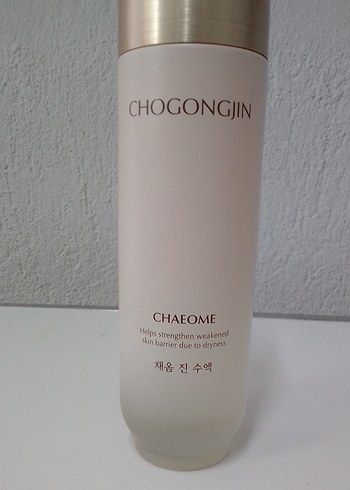 CHOGONGJIN
CHAEOME
Helps strengthen weakened
skin barrier due to dryness
채옴 진 수액